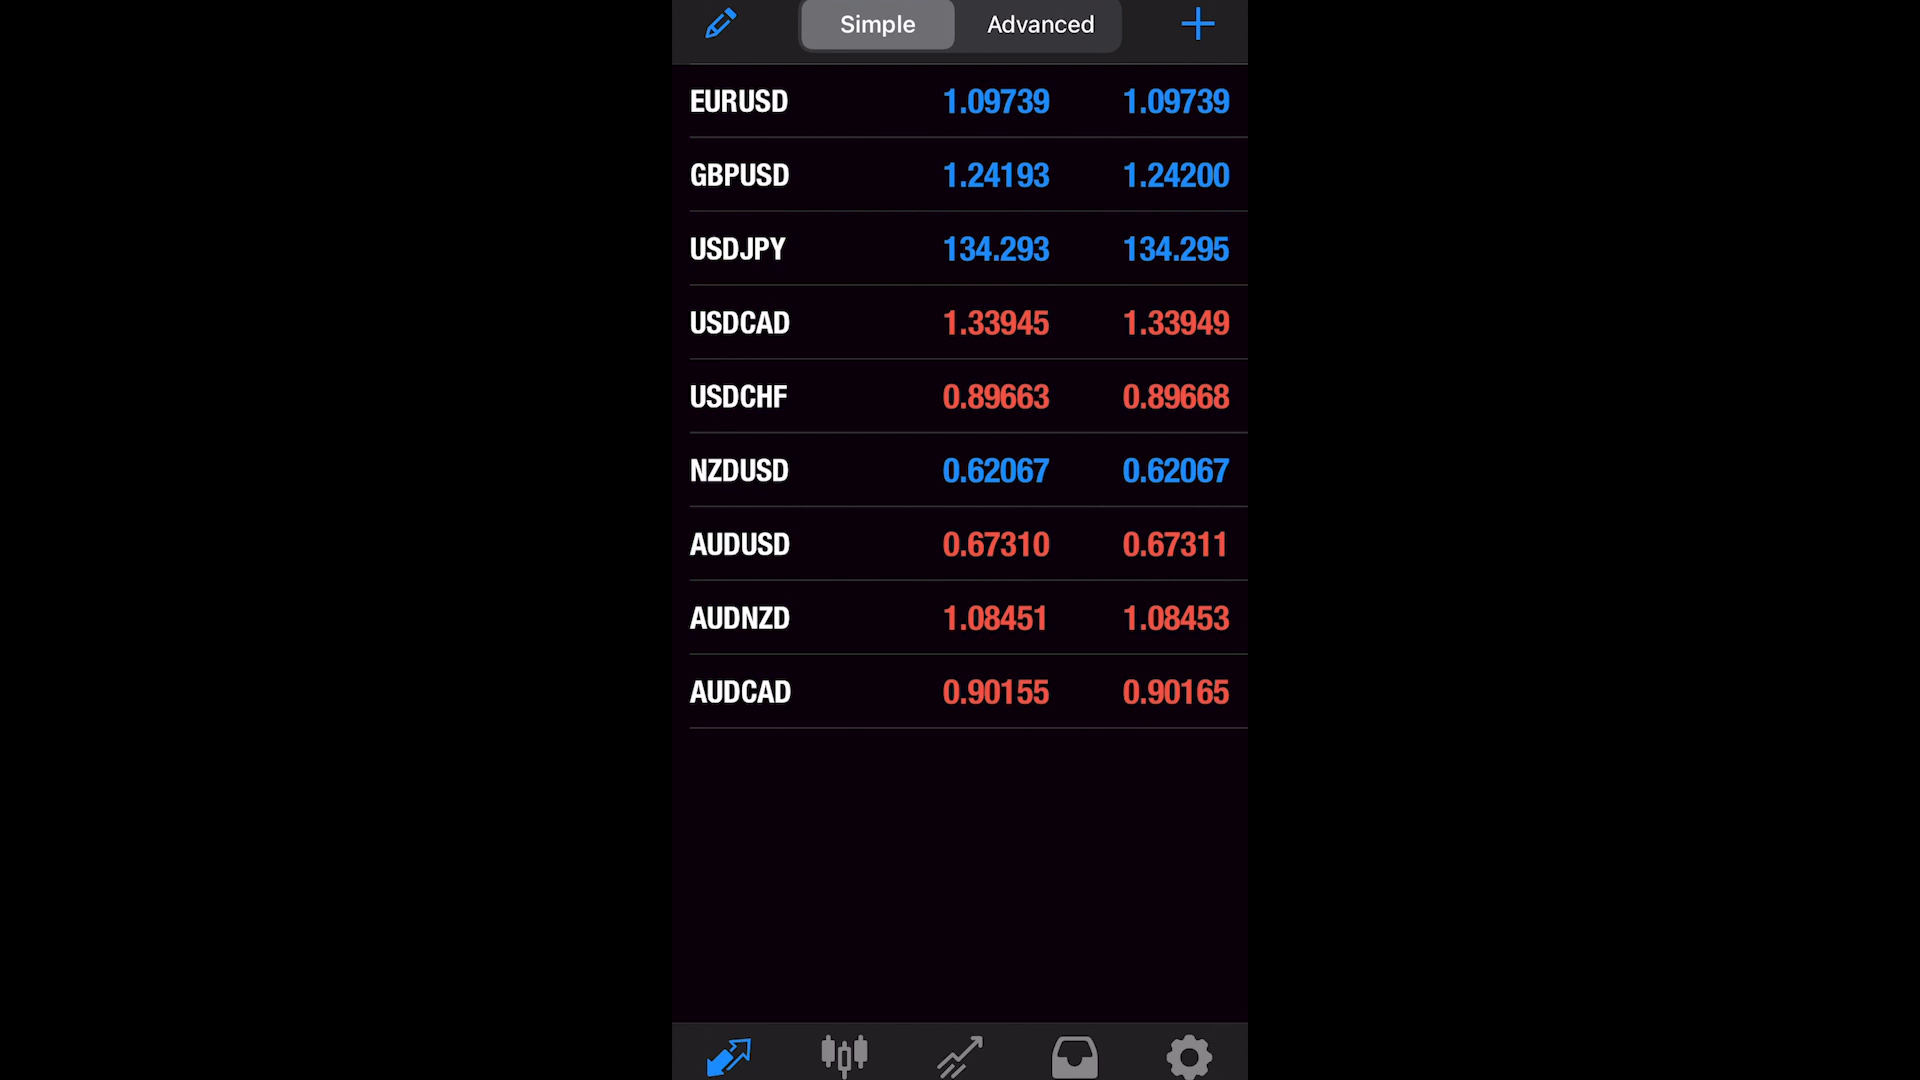 Simple Advanced
EURUSD 1.09739 1.09739
GBPUSD 1.24193 1.24200
USDJPY 134.293 134.295
USDCAD 1.33945 1.33949
USDCHF 0.89663 0.89668
NZDUSD 0.62067 0.62067
AUDUSD 0.67310 0.67311
AUDNZD 1.08451 1.08453
AUDCAD 0.90155 0.90165